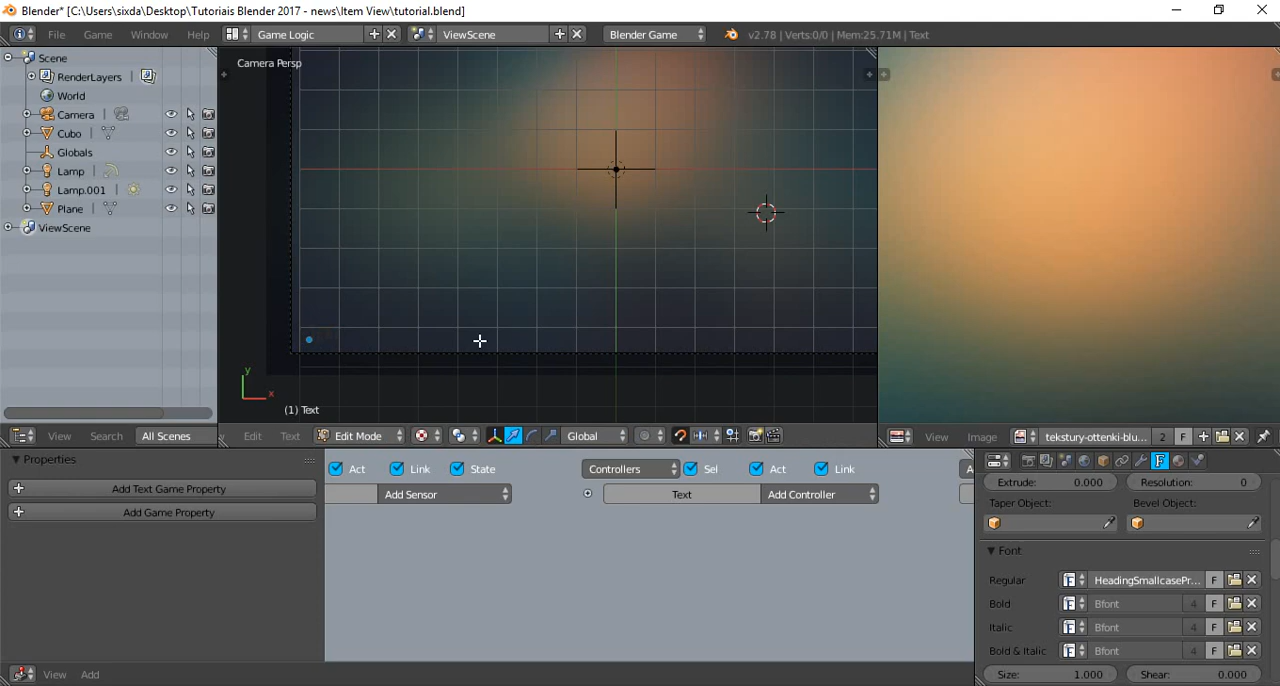 Blender* [C:\Users\sixda\Desktop\Tutoriais Blender 2017 - news\Item View\tutorial.blend]
File Game Window Help Game Logic ViewScene Blender Game v2.78 | Verts:0/0 | Mem:25.71M | Text
Scene
RenderLayers
World
Camera
Cubo
Globals
Lamp
Lamp.001
Plane
ViewScene
Camera Persp
y
x
(1) Text
View Search All Scenes
Edit Text Edit Mode Global
View Image tekstury-ottenki-blu... 2 F
Properties
Add Text Game Property
Add Game Property
Act Link State Controllers Sel Act Link
Add Sensor Text Add Controller
Extrude: 0.000 Resolution: 0
Taper Object: Bevel Object:
Font
Regular F HeadingSmallcasePr... F
Bold F Bfont 4 F
Italic F Bfont 4 F
Bold & Italic F Bfont 4 F
Size: 1.000 Shear: 0.000
View Add